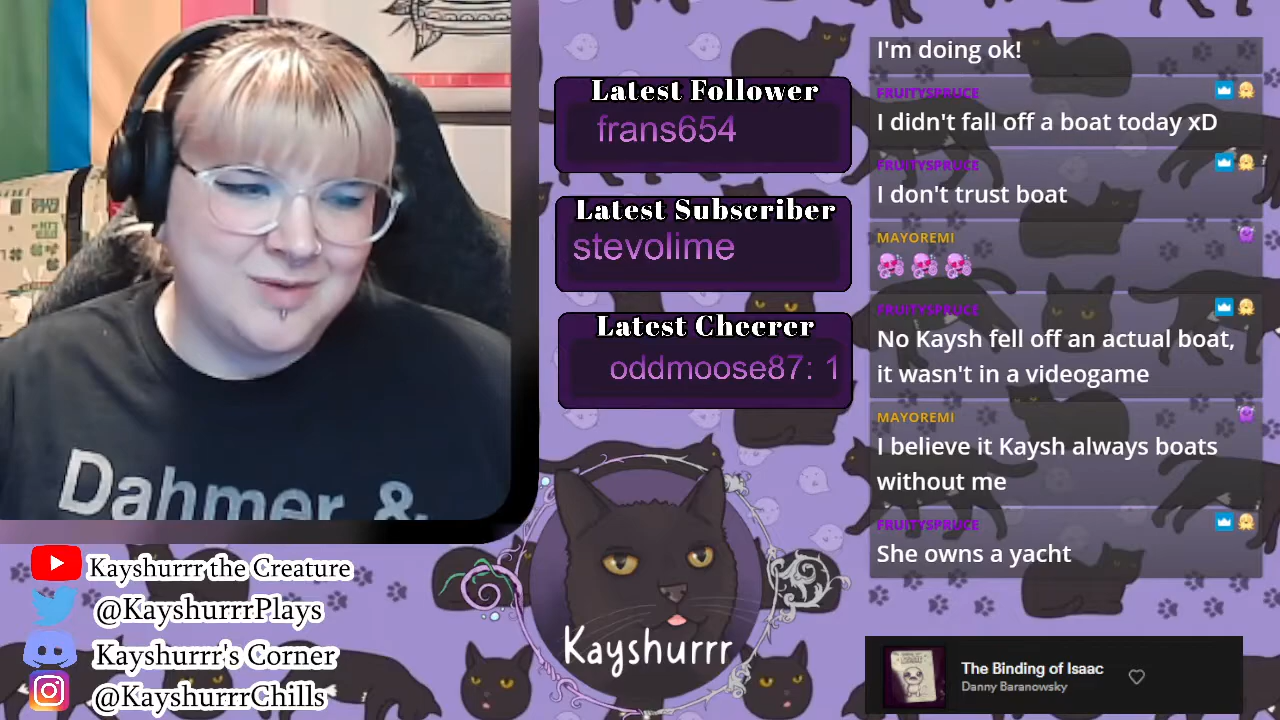 Dahmer &
Latest Follower
frans654
Latest Subscriber
stevolime
Latest Cheerer
oddmoose87: 1
I'm doing ok!
FRUITYSPRUCE
I didn't fall off a boat today xD
FRUITYSPRUCE
I don't trust boat
MAYOREMI
FRUITYSPRUCE
No Kaysh fell off an actual boat,
it wasn't in a videogame
MAYOREMI
I believe it Kaysh always boats
without me
FRUITYSPRUCE
She owns a yacht
Kayshurrr the Creature
@KayshurrrPlays
Kayshurrr's Corner
@KayshurrrChills
Kayshurrr
The Binding of Isaac
Danny Baranowsky